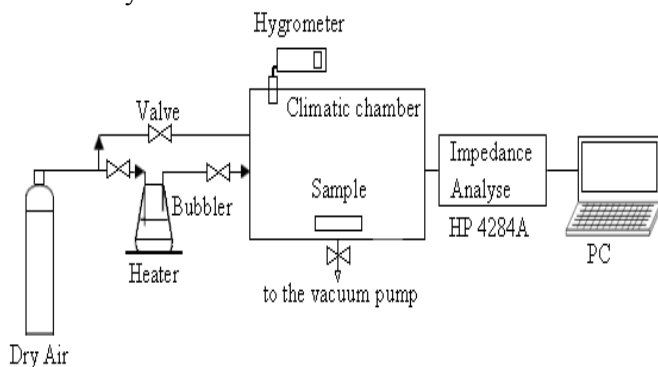 Hygrometer
Valve
Climatic chamber
Impedance
Analyse
HP 4284A
Sample
Bubbler
Heater
PC
to the vacuum pump
Dry Air